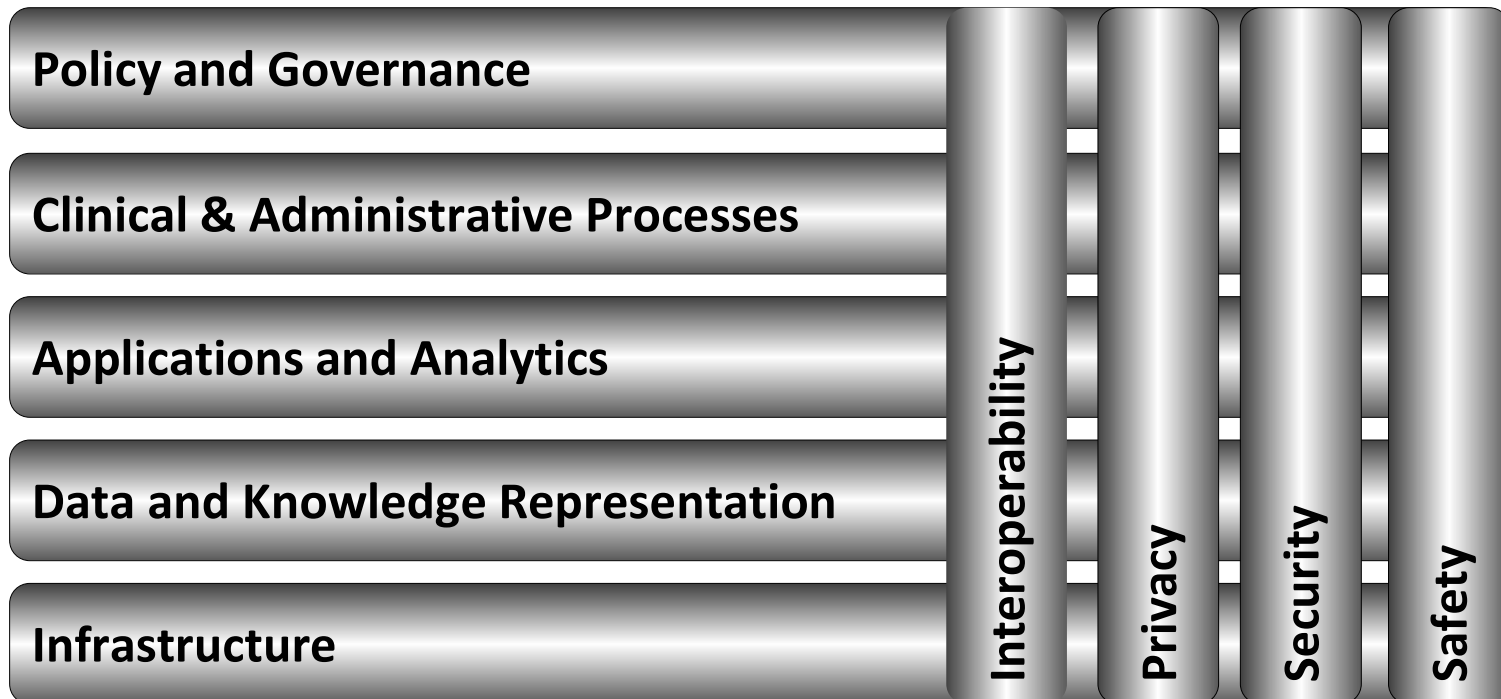 Policy and Governance
Clinical & Administrative Processes
Applications and Analytics
Data and Knowledge Representation
Infrastructure
Interoperability
Privacy
Security
Safety